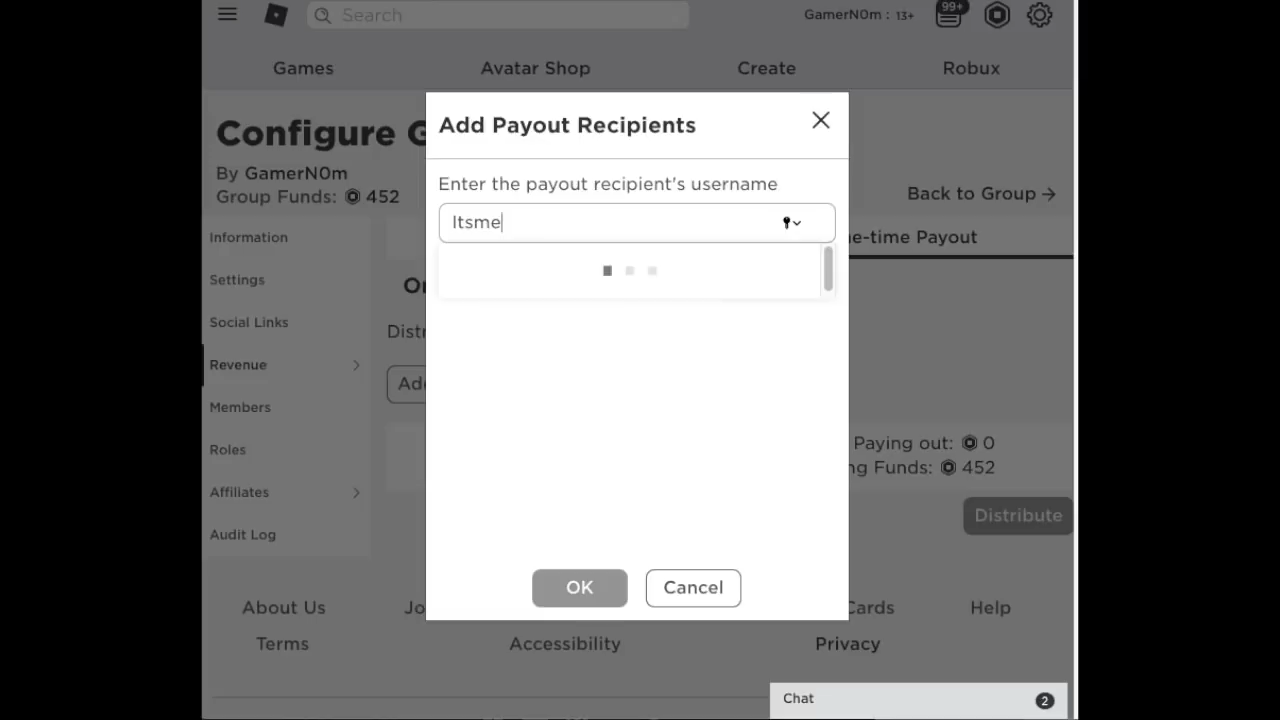 Search
GamerN0m : 13+
99+
Games
Avatar Shop
Create
Robux
Configure G
By GamerN0m
Group Funds: 452
Back to Group →
Information
Settings
Social Links
Revenue
Members
Roles
Affiliates
Audit Log
Add Payout Recipients
Enter the payout recipient's username
Itsme
e-time Payout
On
Distr
Add
Paying out: 0
ng Funds: 452
Distribute
OK
Cancel
About Us
Jo
Cards
Help
Terms
Accessibility
Privacy
Chat
2